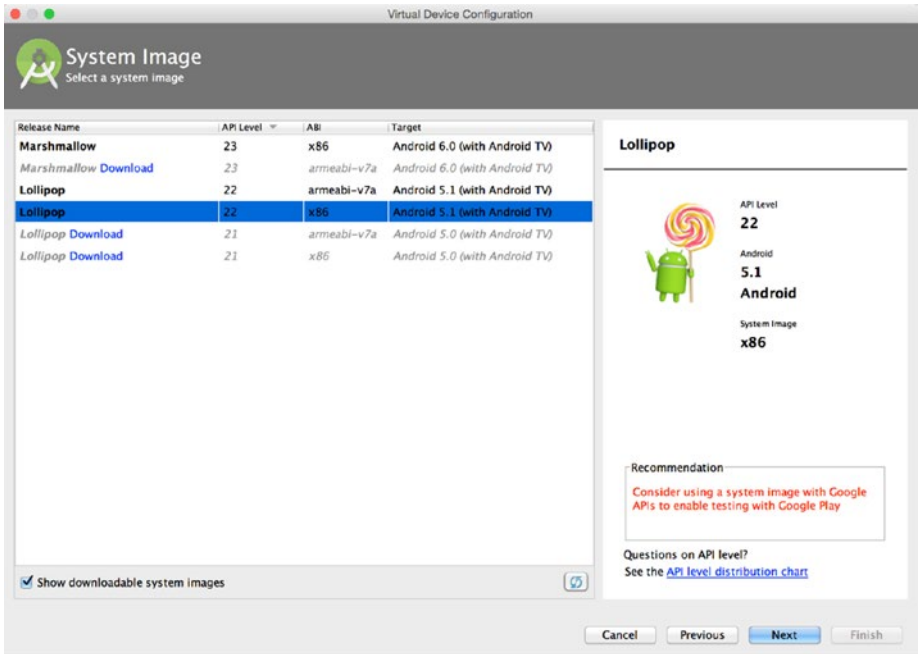 Virtual Device Configuration
System Image
Select a system image
Release Name API Level ABI Target
Marshmallow 23 x86 Android 6.0 (with Android TV)
Marshmallow Download 23 armeabi-v7a Android 6.0 (with Android TV)
Lollipop 22 armeabi-v7a Android 5.1 (with Android TV)
Lollipop 22 x86 Android 5.1 (with Android TV)
Lollipop Download 21 armeabi-v7a Android 5.0 (with Android TV)
Lollipop Download 21 x86 Android 5.0 (with Android TV)
Show downloadable system images
Lollipop
API Level
22
Android
5.1
Android
System Image
x86
Recommendation
Consider using a system image with Google
APIs to enable testing with Google Play
Questions on API level?
See the API level distribution chart
Cancel Previous Next Finish